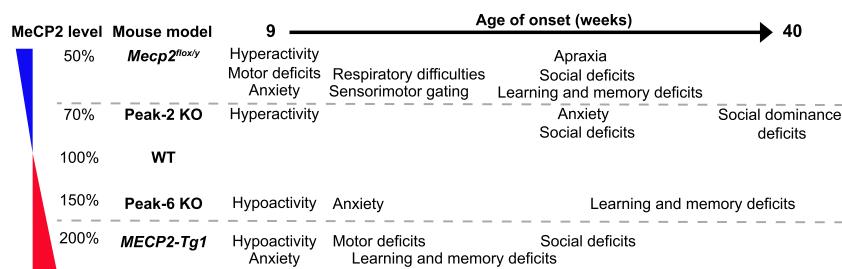 Age of onset (weeks)
MeCP2 level Mouse model 9 40
50% Mecp2flox/y Hyperactivity Apraxia
Motor deficits Respiratory difficulties Social deficits
Anxiety Sensorimotor gating Learning and memory deficits
70% Peak-2 KO Hyperactivity Anxiety Social dominance
Social deficits deficits
100% WT
150% Peak-6 KO Hypoactivity Anxiety Learning and memory deficits
200% MECP2-Tg1 Hypoactivity Motor deficits Social deficits
Anxiety Learning and memory deficits